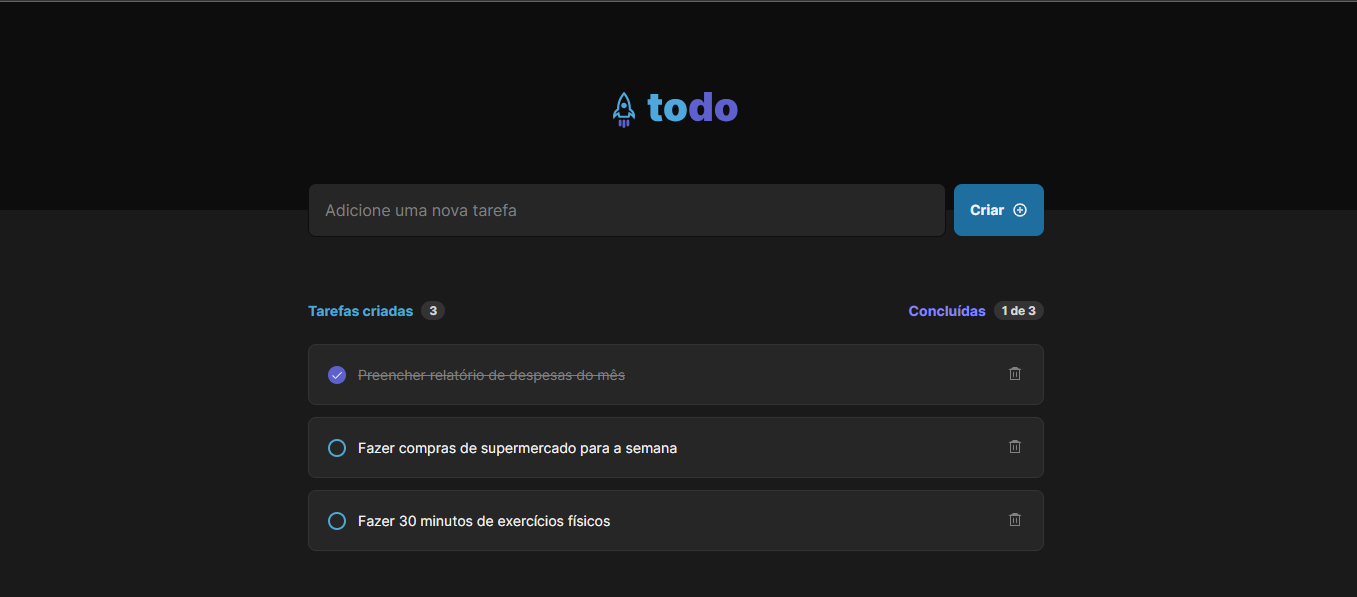 todo
Adicione uma nova tarefa
Criar
Tarefas criadas 3
Concluídas 1 de 3
Preencher relatório de despesas do mês
Fazer compras de supermercado para a semana
Fazer 30 minutos de exercícios físicos